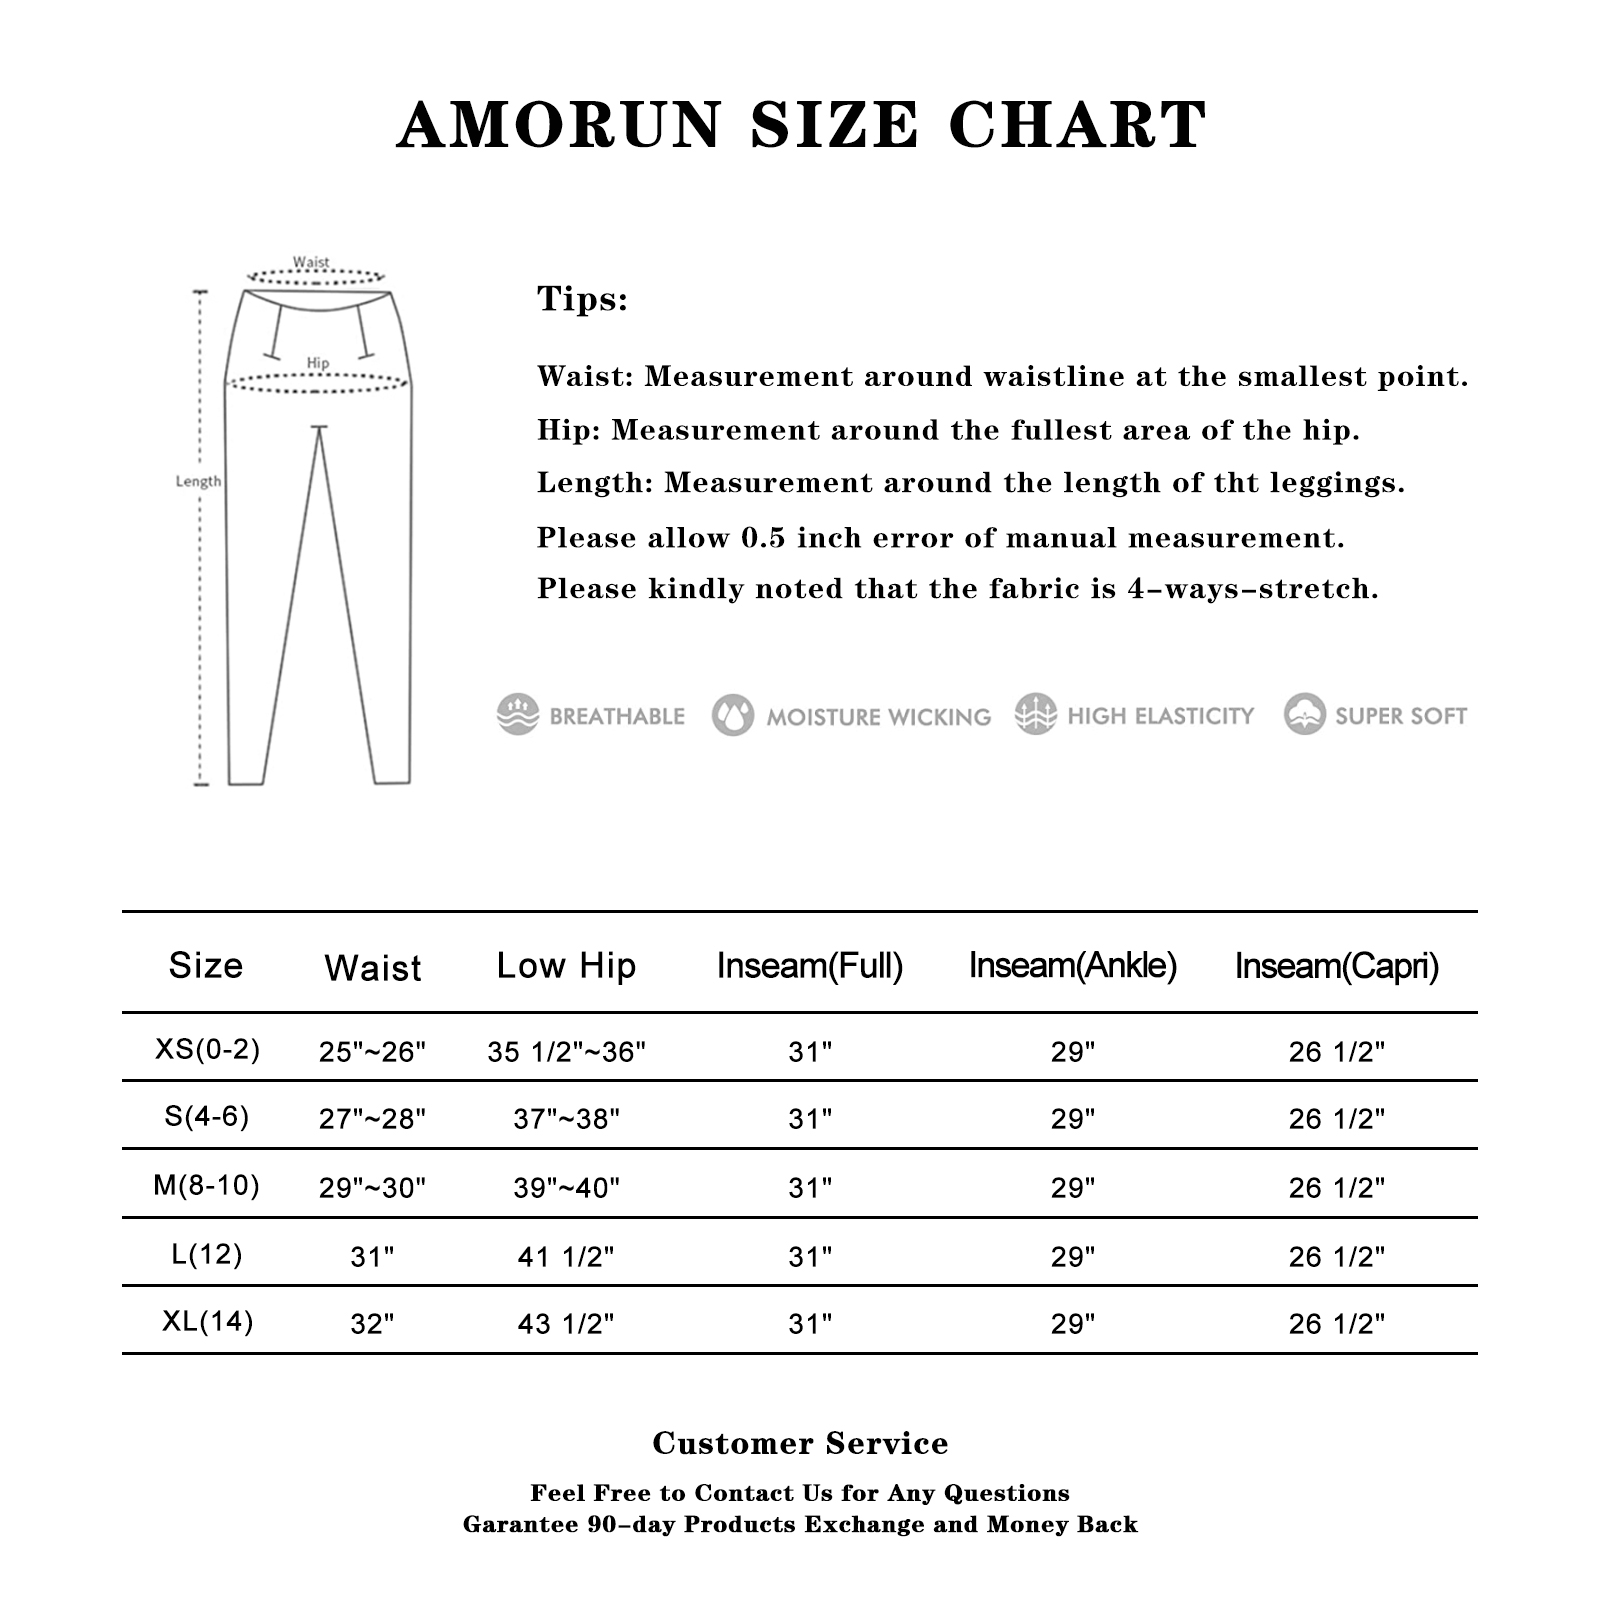 AMORUN SIZE CHART
Waist
Hip
Length
Tips:
Waist: Measurement around waistline at the smallest point.
Hip: Measurement around the fullest area of the hip.
Length: Measurement around the length of tht leggings.
Please allow 0.5 inch error of manual measurement.
Please kindly noted that the fabric is 4-ways-stretch.
BREATHABLE MOISTURE WICKING HIGH ELASTICITY SUPER SOFT
Size Waist Low Hip Inseam(Full) Inseam(Ankle) Inseam(Capri)
XS(0-2) 25"~26" 35 1/2"~36" 31" 29" 26 1/2"
S(4-6) 27"~28" 37"~38" 31" 29" 26 1/2"
M(8-10) 29"~30" 39"~40" 31" 29" 26 1/2"
L(12) 31" 41 1/2" 31" 29" 26 1/2"
XL(14) 32" 43 1/2" 31" 29" 26 1/2"
Customer Service
Feel Free to Contact Us for Any Questions
Garantee 90-day Products Exchange and Money Back